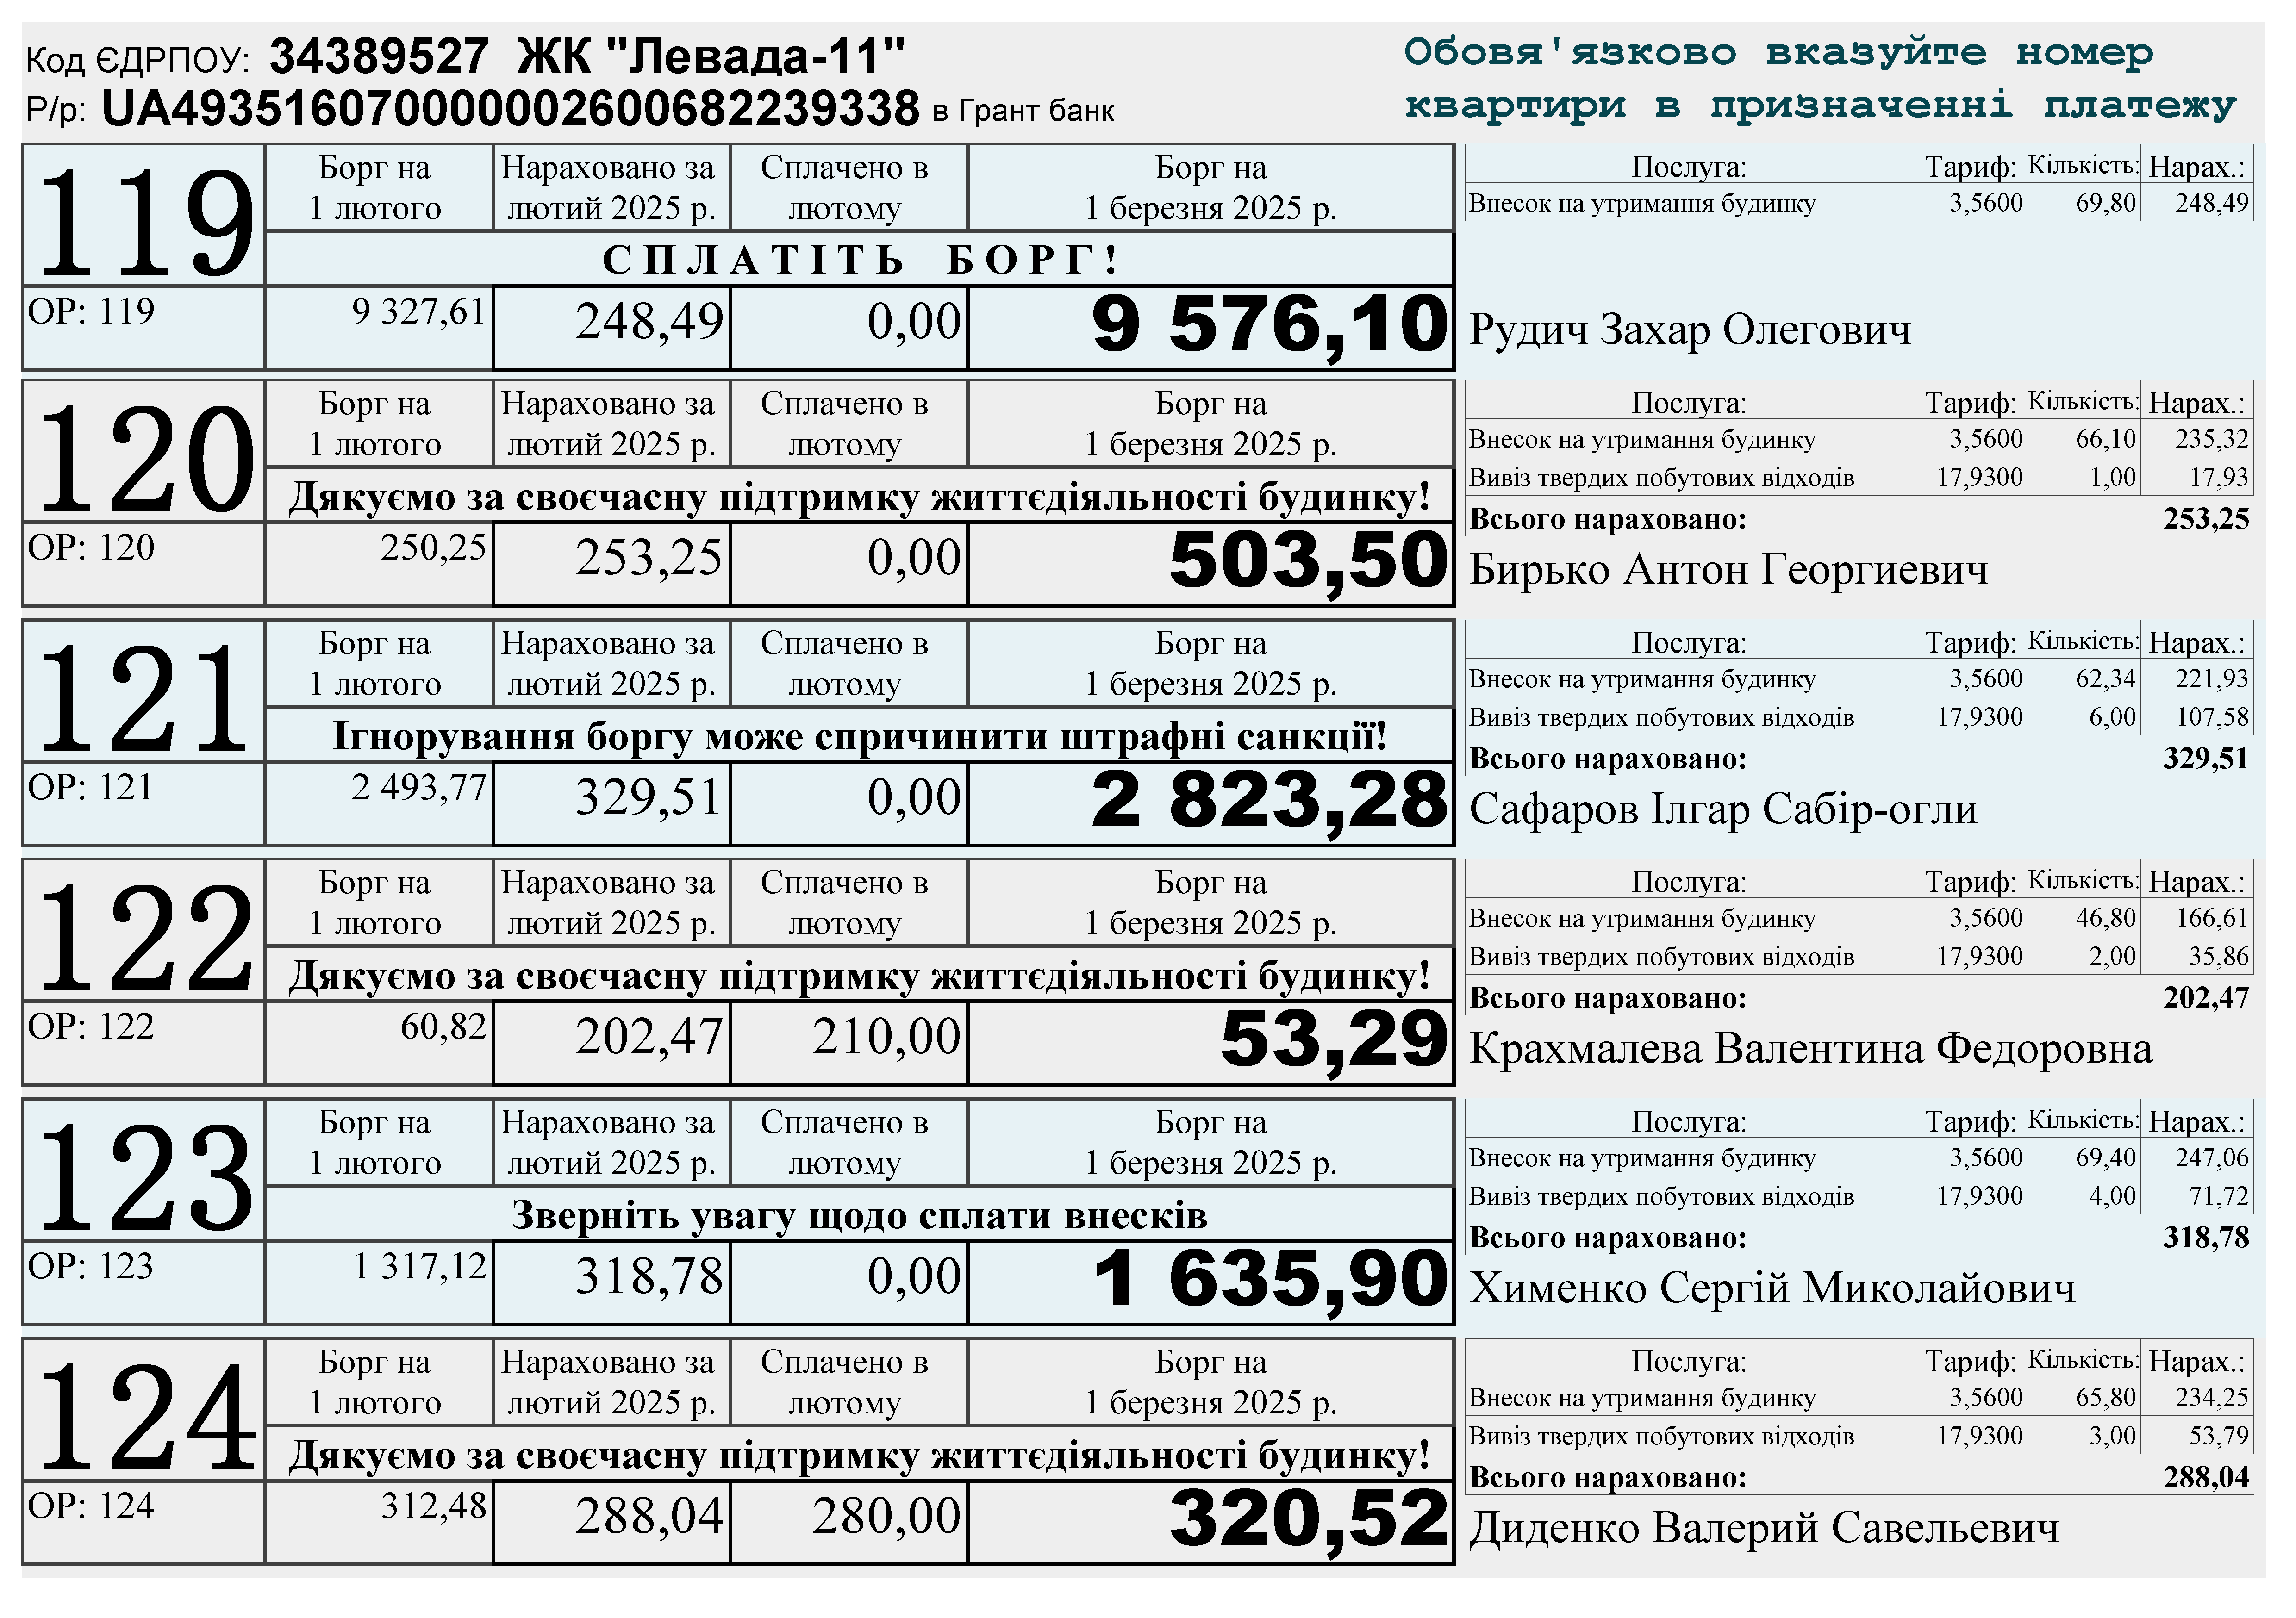 Код ЄДРПОУ: 34389527 ЖК "Левада-11"
Р/р: UA493516070000002600682239338 в Грант банк
Обовя'язково вказуйте номер
квартири в призначенні платежу
119
Борг на 1 лютого
Нараховано за лютий 2025 р.
Сплачено в лютому
Борг на 1 березня 2025 р.
СПЛАТІТЬ БОРГ!
ОР: 119 9 327,61 248,49 0,00 9 576,10
Послуга: Тариф: Кількість: Нарах.:
Внесок на утримання будинку 3,5600 69,80 248,49
Рудич Захар Олегович
120
Борг на 1 лютого
Нараховано за лютий 2025 р.
Сплачено в лютому
Борг на 1 березня 2025 р.
Дякуємо за своєчасну підтримку життєдіяльності будинку!
ОР: 120 250,25 253,25 0,00 503,50
Послуга: Тариф: Кількість: Нарах.:
Внесок на утримання будинку 3,5600 66,10 235,32
Вивіз твердих побутових відходів 17,9300 1,00 17,93
Всього нараховано: 253,25
Бирько Антон Георгиевич
121
Борг на 1 лютого
Нараховано за лютий 2025 р.
Сплачено в лютому
Борг на 1 березня 2025 р.
Ігнорування боргу може спричинити штрафні санкції!
ОР: 121 2 493,77 329,51 0,00 2 823,28
Послуга: Тариф: Кількість: Нарах.:
Внесок на утримання будинку 3,5600 62,34 221,93
Вивіз твердих побутових відходів 17,9300 6,00 107,58
Всього нараховано: 329,51
Сафаров Ілгар Сабір-огли
122
Борг на 1 лютого
Нараховано за лютий 2025 р.
Сплачено в лютому
Борг на 1 березня 2025 р.
Дякуємо за своєчасну підтримку життєдіяльності будинку!
ОР: 122 60,82 202,47 210,00 53,29
Послуга: Тариф: Кількість: Нарах.:
Внесок на утримання будинку 3,5600 46,80 166,61
Вивіз твердих побутових відходів 17,9300 2,00 35,86
Всього нараховано: 202,47
Крахмалева Валентина Федоровна
123
Борг на 1 лютого
Нараховано за лютий 2025 р.
Сплачено в лютому
Борг на 1 березня 2025 р.
Зверніть увагу щодо сплати внесків
ОР: 123 1 317,12 318,78 0,00 1 635,90
Послуга: Тариф: Кількість: Нарах.:
Внесок на утримання будинку 3,5600 69,40 247,06
Вивіз твердих побутових відходів 17,9300 4,00 71,72
Всього нараховано: 318,78
Хименко Сергій Миколайович
124
Борг на 1 лютого
Нараховано за лютий 2025 р.
Сплачено в лютому
Борг на 1 березня 2025 р.
Дякуємо за своєчасну підтримку життєдіяльності будинку!
ОР: 124 312,48 288,04 280,00 320,52
Послуга: Тариф: Кількість: Нарах.:
Внесок на утримання будинку 3,5600 65,80 234,25
Вивіз твердих побутових відходів 17,9300 3,00 53,79
Всього нараховано: 288,04
Диденко Валерий Савельевич